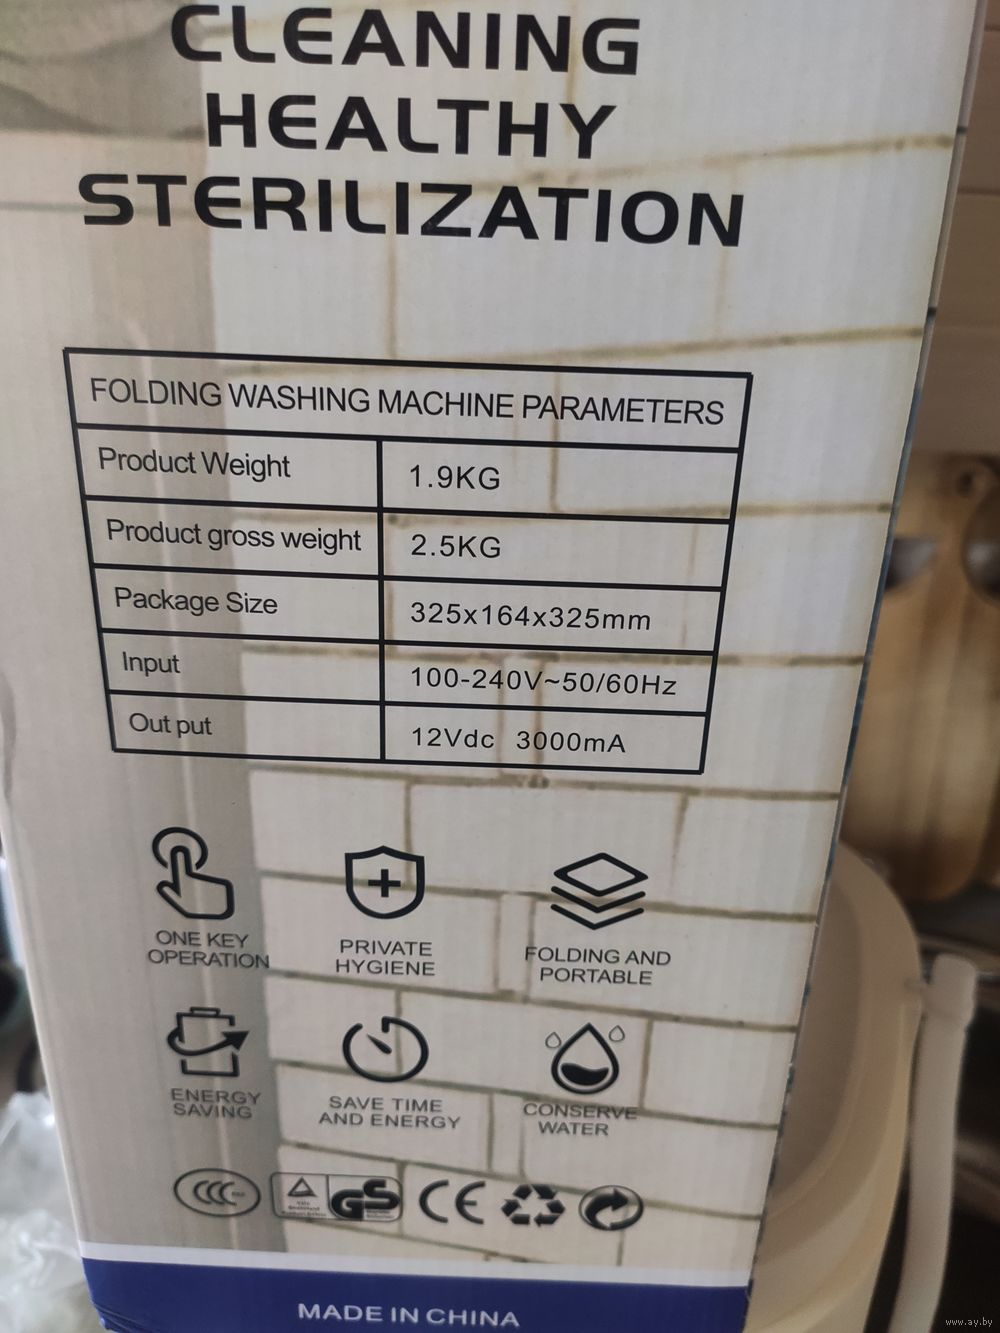 CLEANING
HEALTHY
STERILIZATION
FOLDING WASHING MACHINE PARAMETERS
Product Weight 1.9KG
Product gross weight 2.5KG
Package Size 325x164x325mm
Input 100-240V~50/60Hz
Out put 12Vdc 3000mA
ONE KEY
OPERATION
PRIVATE
HYGIENE
FOLDING AND
PORTABLE
ENERGY
SAVING
SAVE TIME
AND ENERGY
CONSERVE
WATER
CCC
GS
CE
MADE IN CHINA
www.ay.by